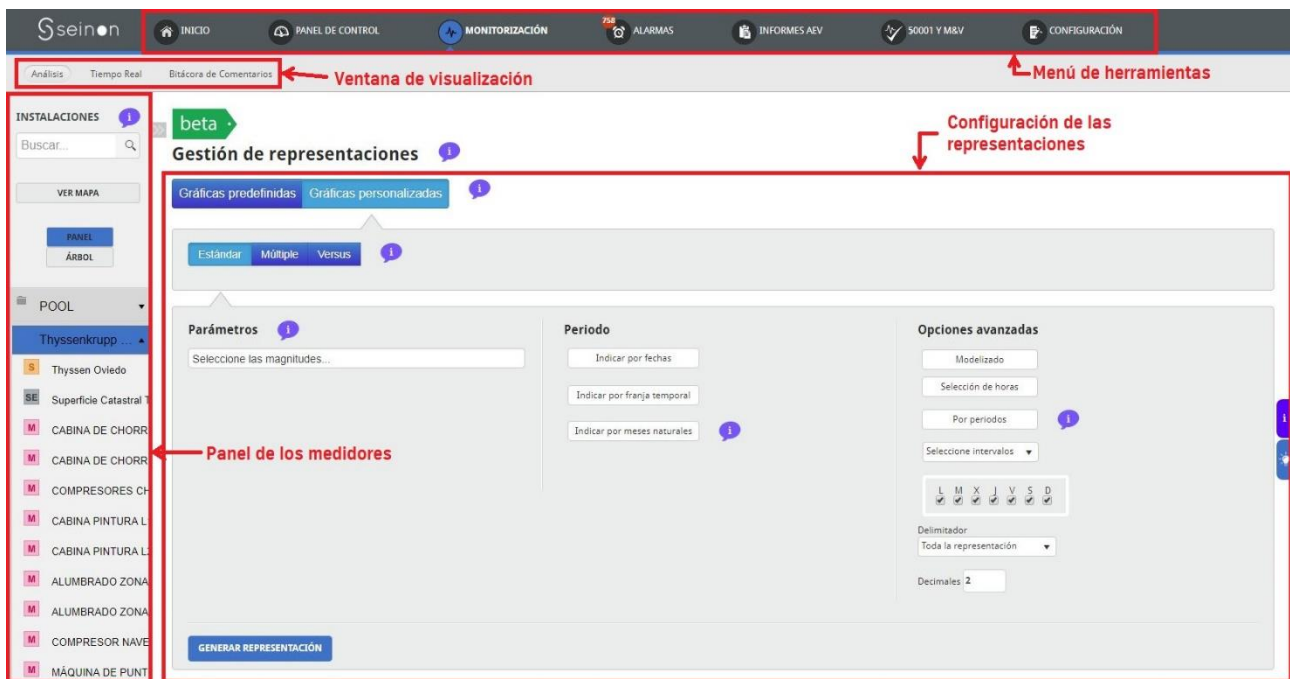 seinon
INICIO
PANEL DE CONTROL
MONITORIZACIÓN
758
ALARMAS
INFORMES AEV
50001 Y M&V
CONFIGURACIÓN
Análisis Tiempo Real Bitácora de Comentarios
Ventana de visualización
Menú de herramientas
INSTALACIONES i
Buscar...
VER MAPA
PANEL
ÁRBOL
POOL
Thyssenkrupp ...
S Thyssen Oviedo
SE Superficie Catastral T
M CABINA DE CHORR
M CABINA DE CHORR
M COMPRESORES CH
M CABINA PINTURA L
M CABINA PINTURA L
M ALUMBRADO ZONA
M ALUMBRADO ZONA
M COMPRESOR NAVE
M MÁQUINA DE PUNT
Panel de los medidores
beta
Gestión de representaciones i
Configuración de las
representaciones
Gráficas predefinidas Gráficas personalizadas i
Estándar Múltiple Versus i
Parámetros i
Seleccione las magnitudes...
Periodo
Indicar por fechas
Indicar por franja temporal
Indicar por meses naturales i
Opciones avanzadas
Modelizado
Selección de horas
Por periodos i
Seleccione intervalos
L M X J V S D
Delimitador
Toda la representación
Decimales 2
GENERAR REPRESENTACIÓN
i